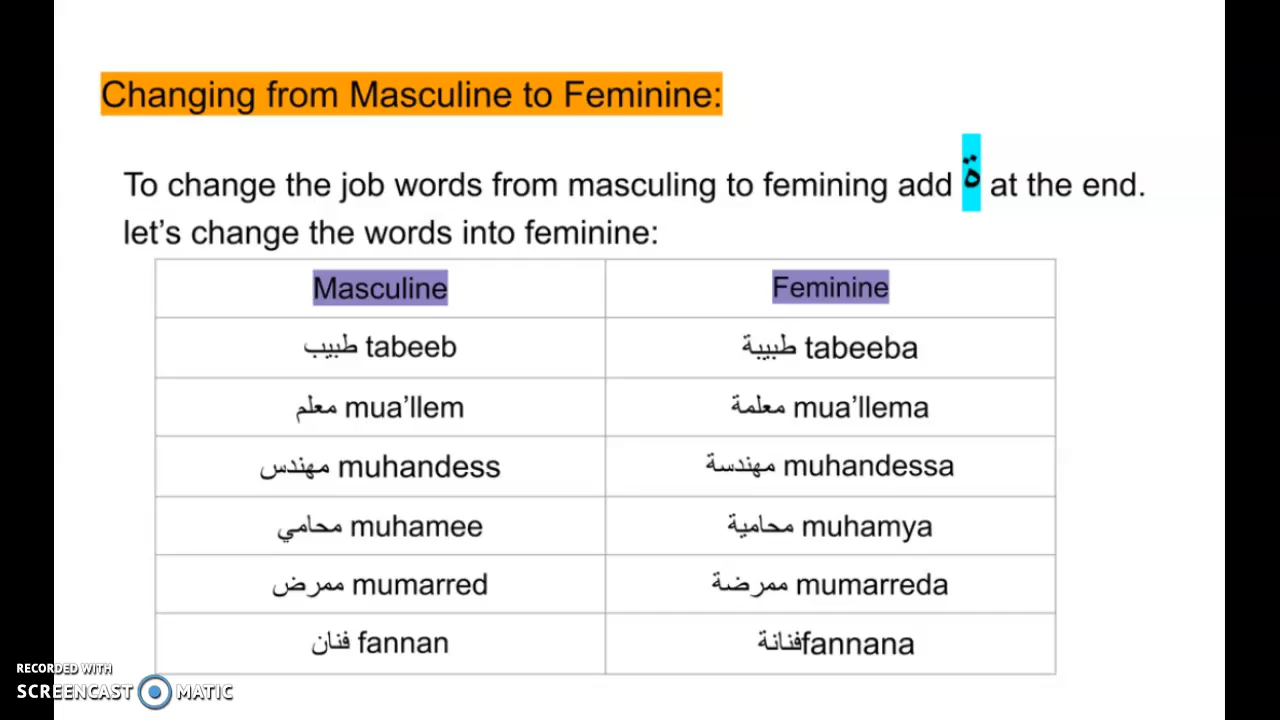 Changing from Masculine to Feminine:
To change the job words from masculing to femining add ة at the end.
let's change the words into feminine:
Masculine Feminine
طبيب tabeeb طبيبة tabeeba
معلم mua'llem معلمة mua'llema
مهندس muhandess مهندسة muhandessa
محامي muhamee محامية muhamya
ممرض mumarred ممرضة mumarreda
فنان fannan فنانةfannana
RECORDED WITH
SCREENCAST MATIC